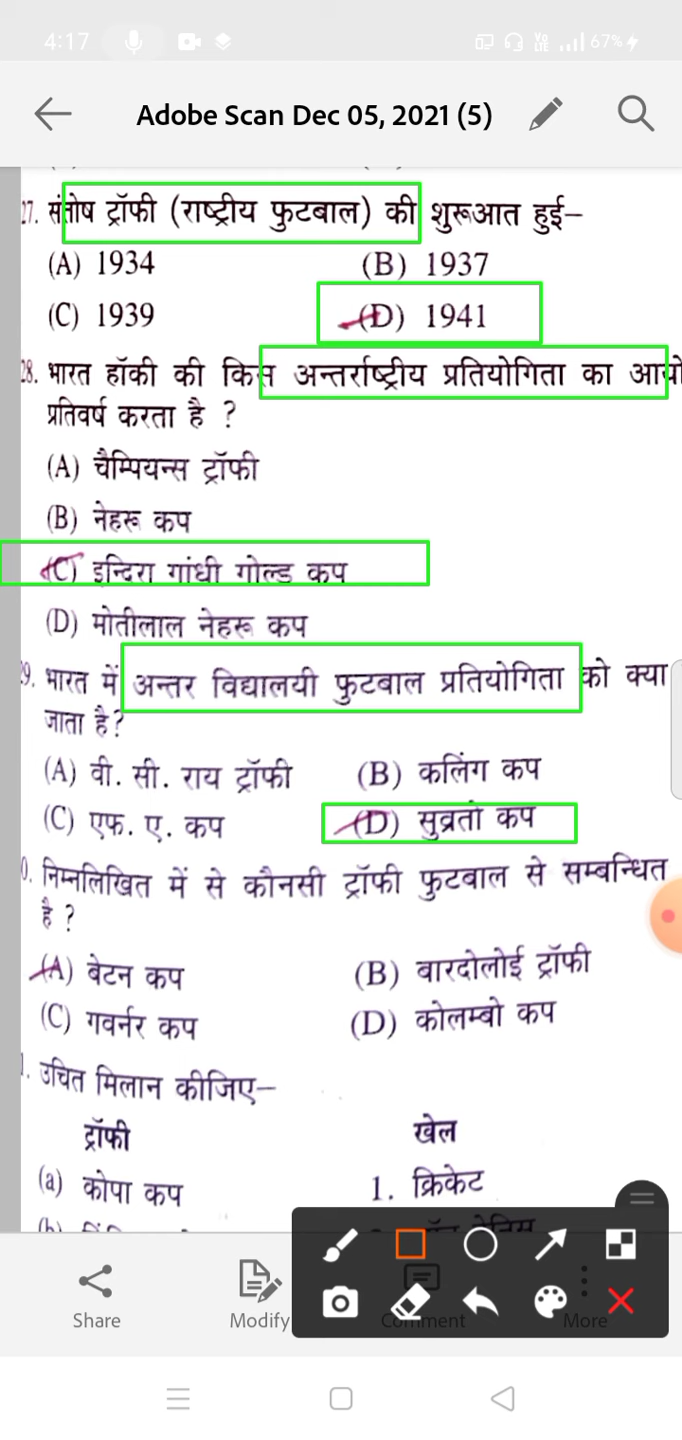 4:17 67%
Adobe Scan Dec 05, 2021 (5)
27. संतोष ट्रॉफी (राष्ट्रीय फुटबाल) की शुरूआत हुई–
(A) 1934 (B) 1937
(C) 1939 (D) 1941
28. भारत हॉकी की किस अन्तर्राष्ट्रीय प्रतियोगिता का
प्रतिवर्ष करता है ?
(A) चैम्पियन्स ट्रॉफी
(B) नेहरू कप
(C) इन्दिरा गांधी गोल्ड कप
(D) मोतीलाल नेहरू कप
29. भारत में अन्तर विद्यालयी फुटबाल प्रतियोगिता को क्या
जाता है?
(A) वी. सी. राय ट्रॉफी (B) कलिंग कप
(C) एफ. ए. कप (D) सुव्रतो कप
0. निम्नलिखित में से कौनसी ट्रॉफी फुटबाल से सम्बन्धित
है ?
(A) बेटन कप (B) बारदोलोई ट्रॉफी
(C) गवर्नर कप (D) कोलम्बो कप
. उचित मिलान कीजिए–
ट्रॉफी खेल
(a) कोपा कप 1. क्रिकेट
Share Modify Comment More